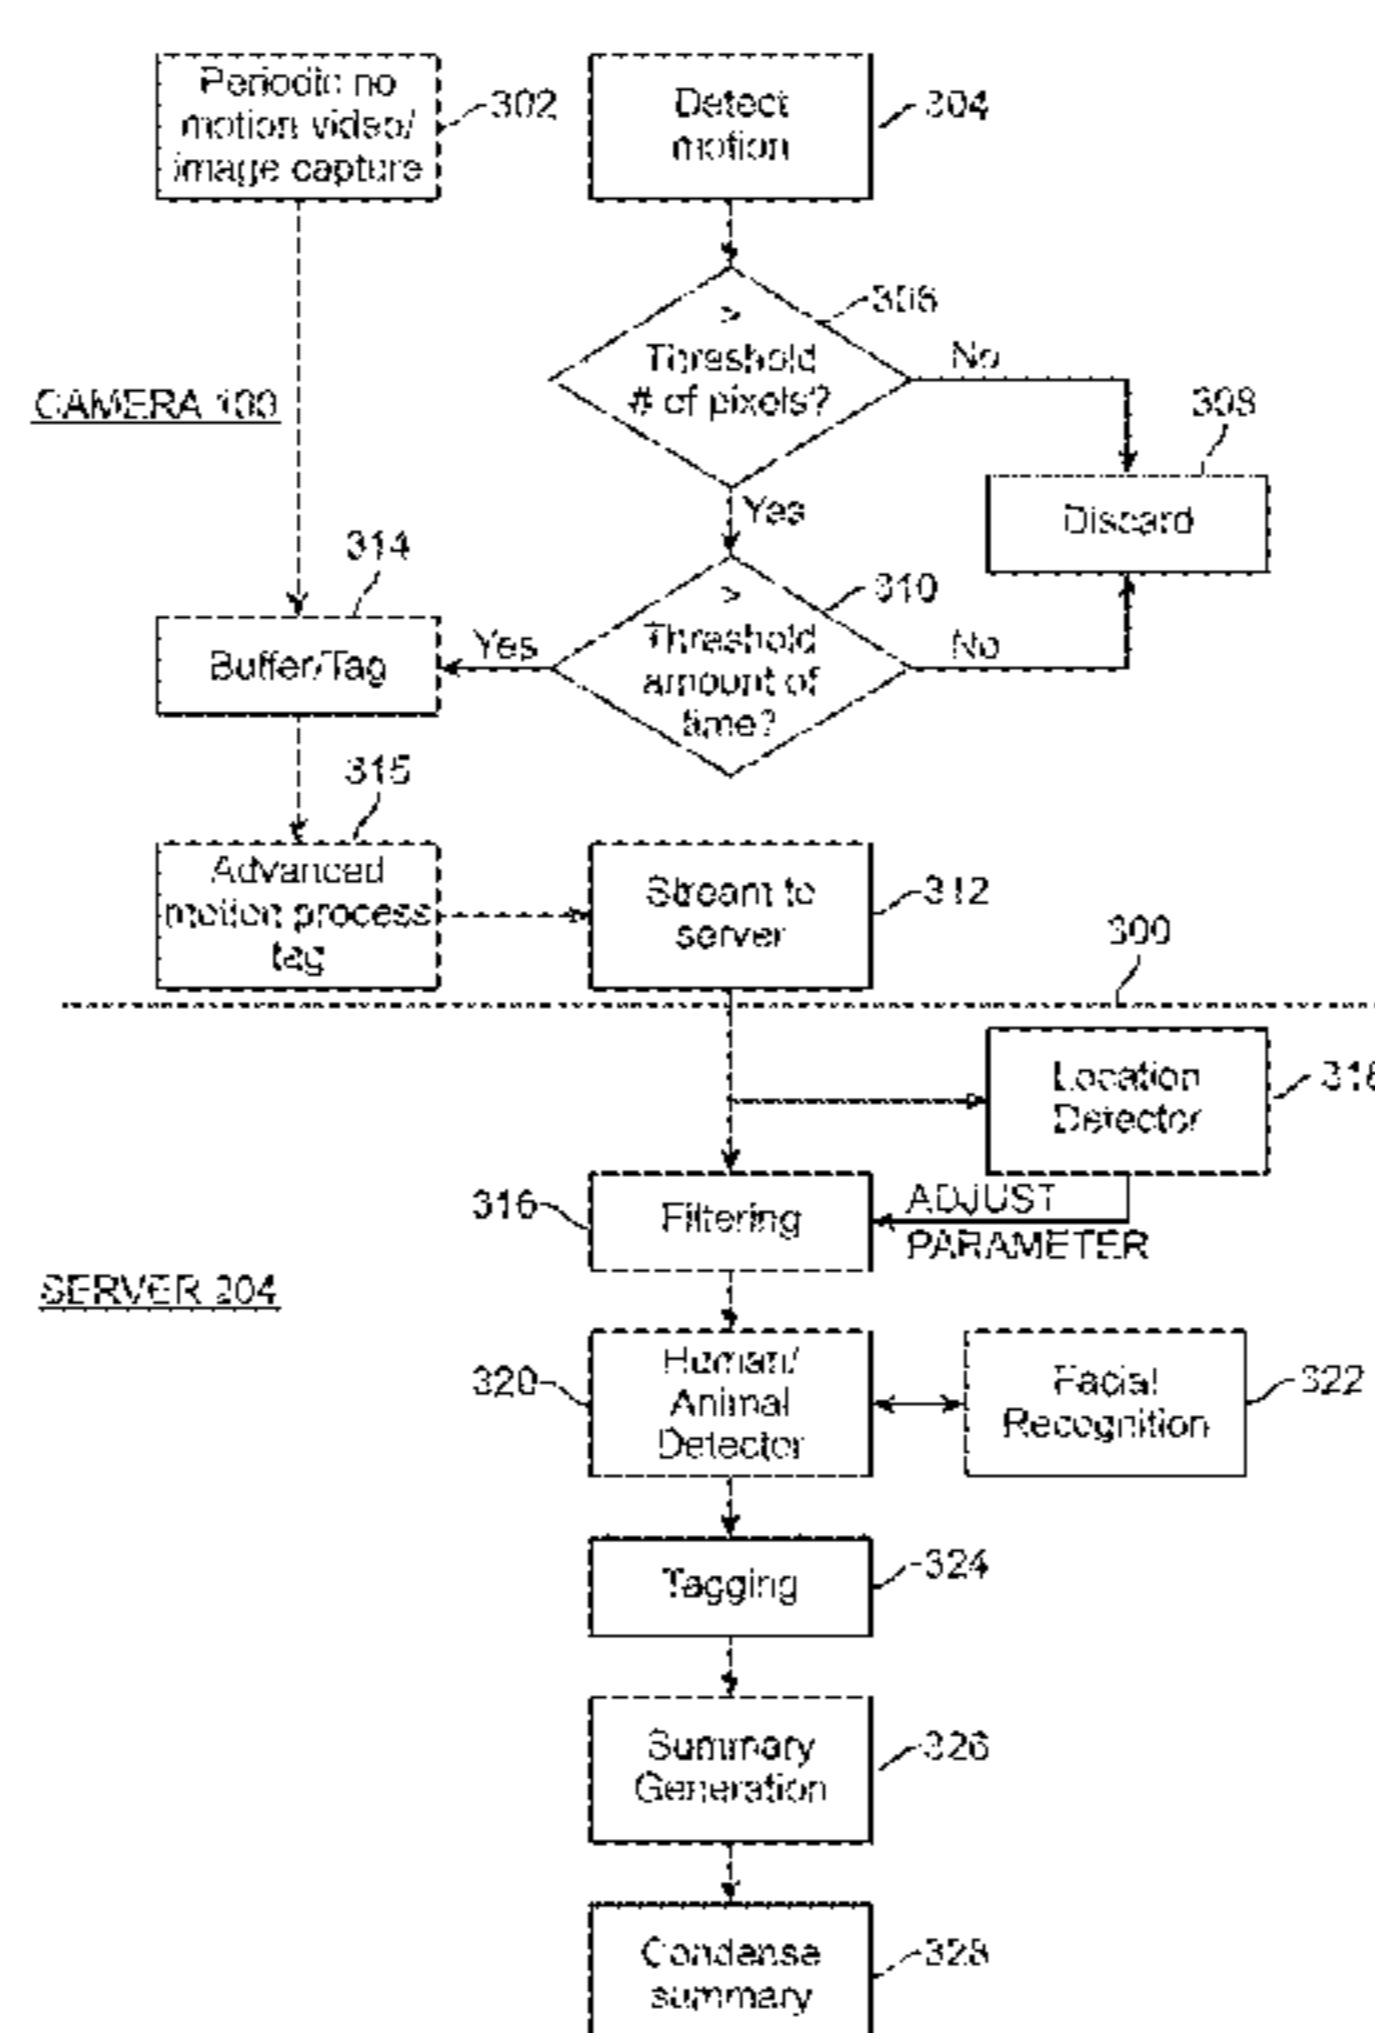 Periodic no
motion video/
image capture
302
Detect
motion
304
>
Threshold
# of pixels?
306
No
CAMERA 100
308
Discard
Yes
314
Buffer/Tag
Yes
>
Threshold
amount of
time?
310
No
315
Advanced
motion process
tag
Stream to
server
312
300
Location
Detector
318
316
Filtering
ADJUST
PARAMETER
SERVER 204
320
Human/
Animal
Detector
Facial
Recognition
322
Tagging
324
Summary
Generation
326
Condense
summary
328